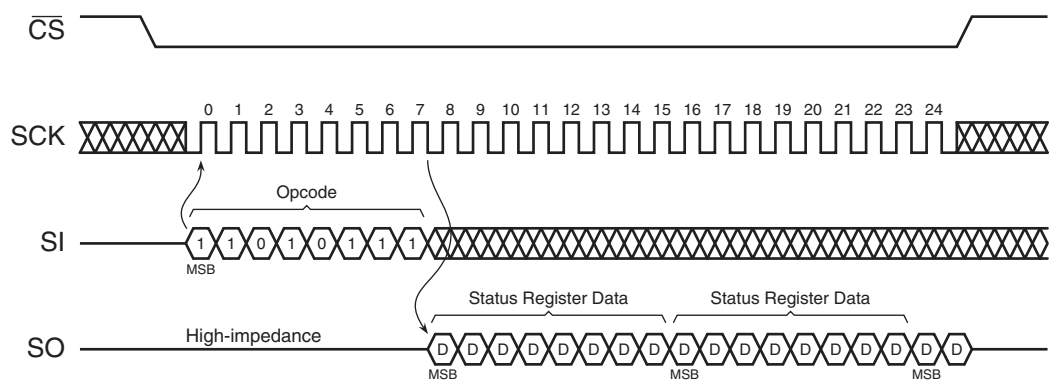 CS
SCK
0 1 2 3 4 5 6 7 8 9 10 11 12 13 14 15 16 17 18 19 20 21 22 23 24
Opcode
SI
1 1 0 1 0 1 1 1
MSB
Status Register Data Status Register Data
High-impedance
SO
D D D D D D D D D D D D D D D D D D
MSB MSB MSB